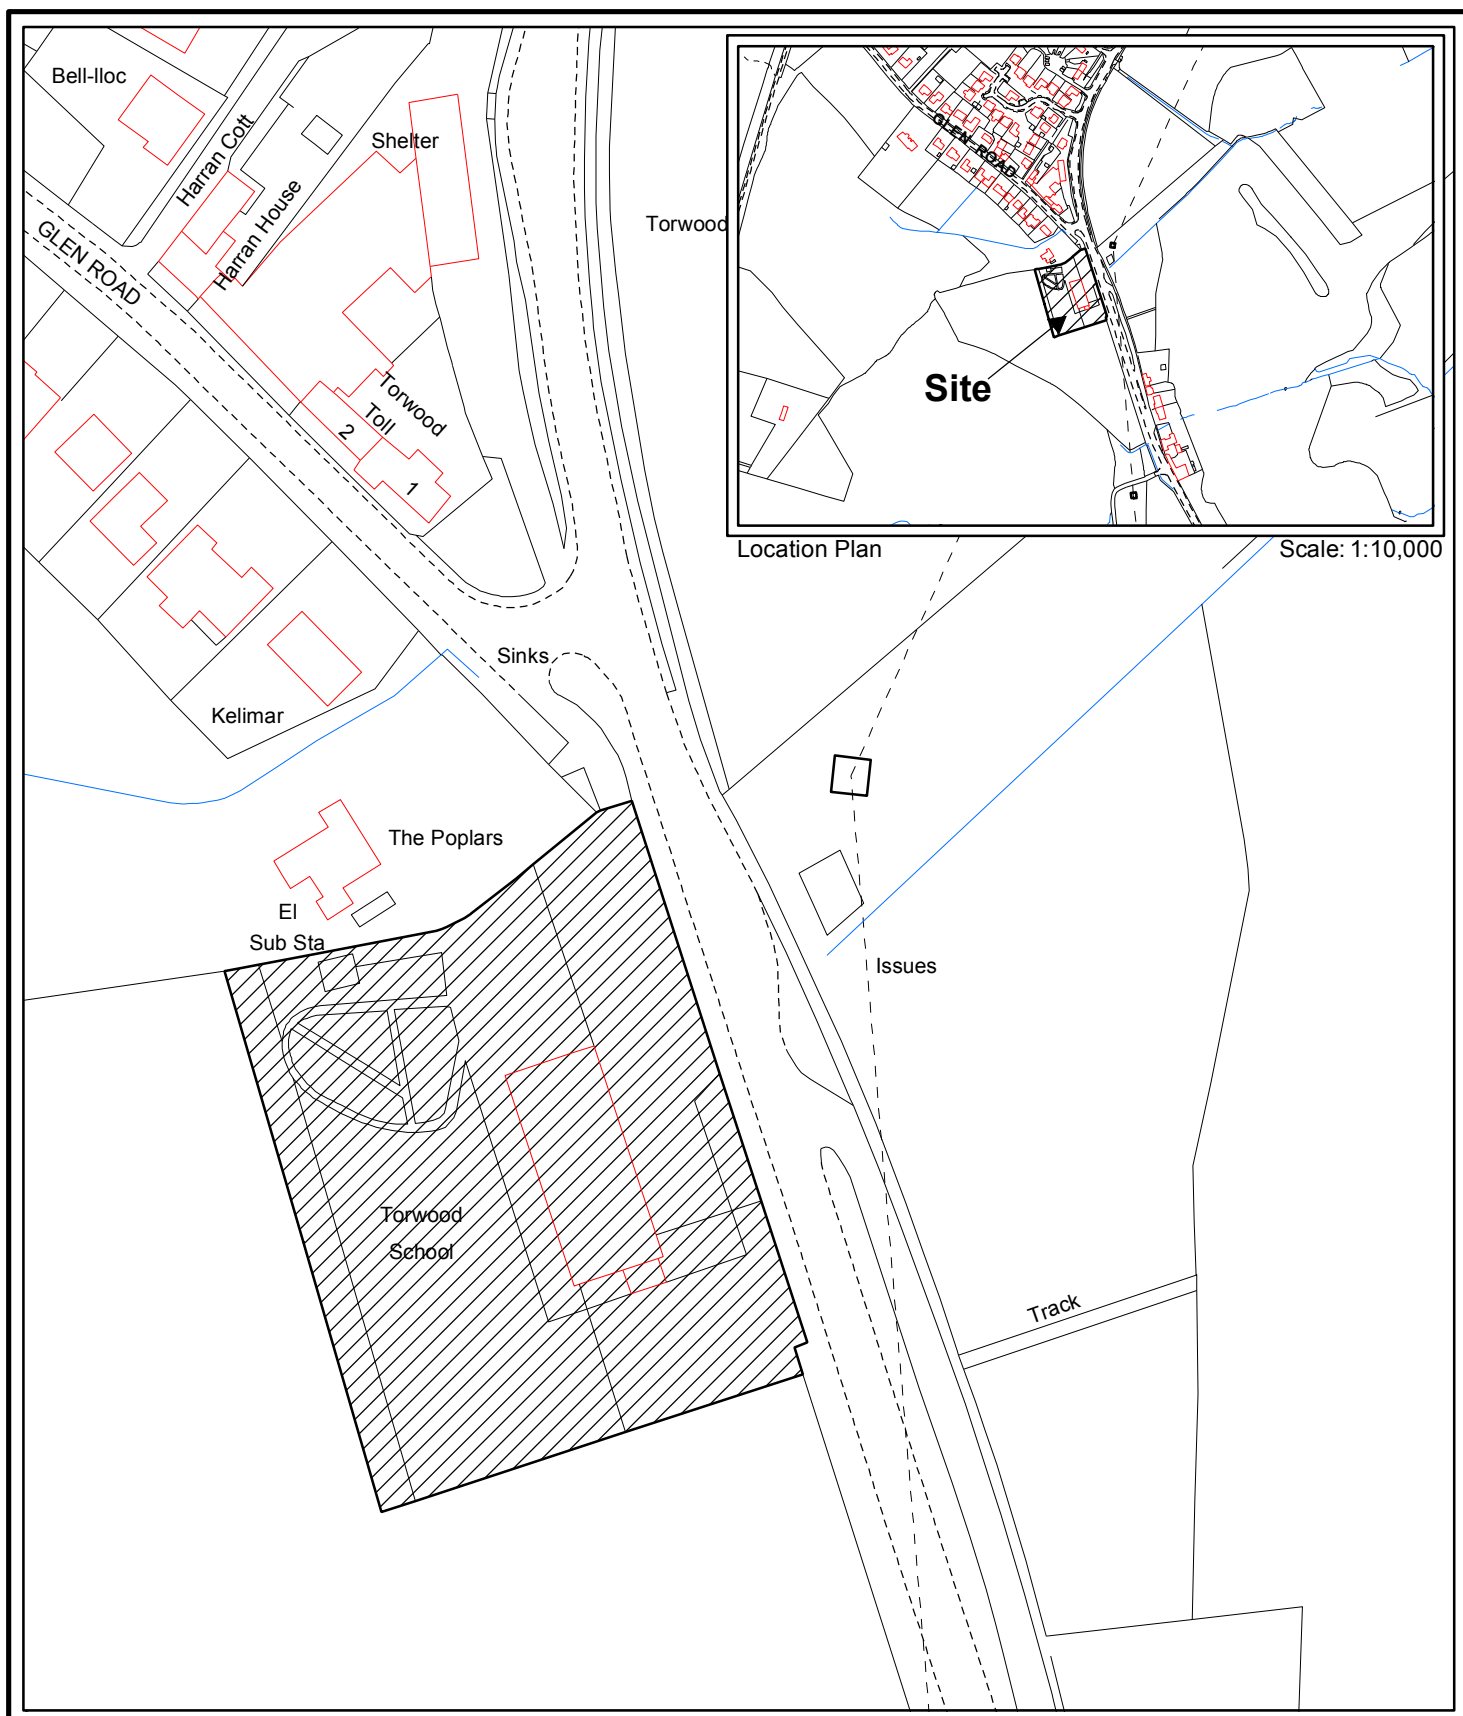 Bell-lloc
Harran Cott
Shelter
Harran House
GLEN ROAD
Torwood
GLEN ROAD
Site
Location Plan
Scale: 1:10,000
Torwood
Toll
2
1
Sinks
Kelimar
The Poplars
El
Sub Sta
Issues
Torwood
School
Track